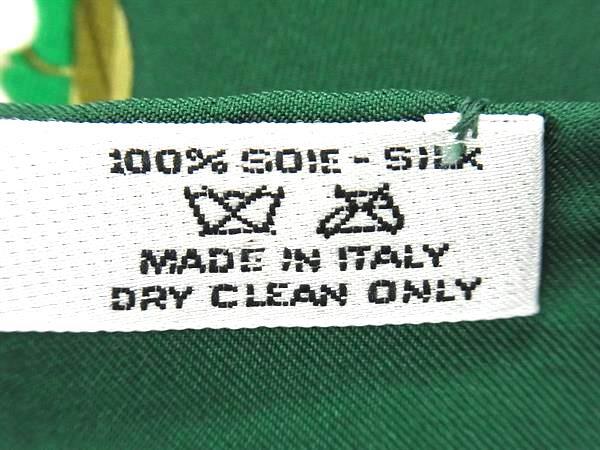 100% SOIE - SILK
MADE IN ITALY
DRY CLEAN ONLY